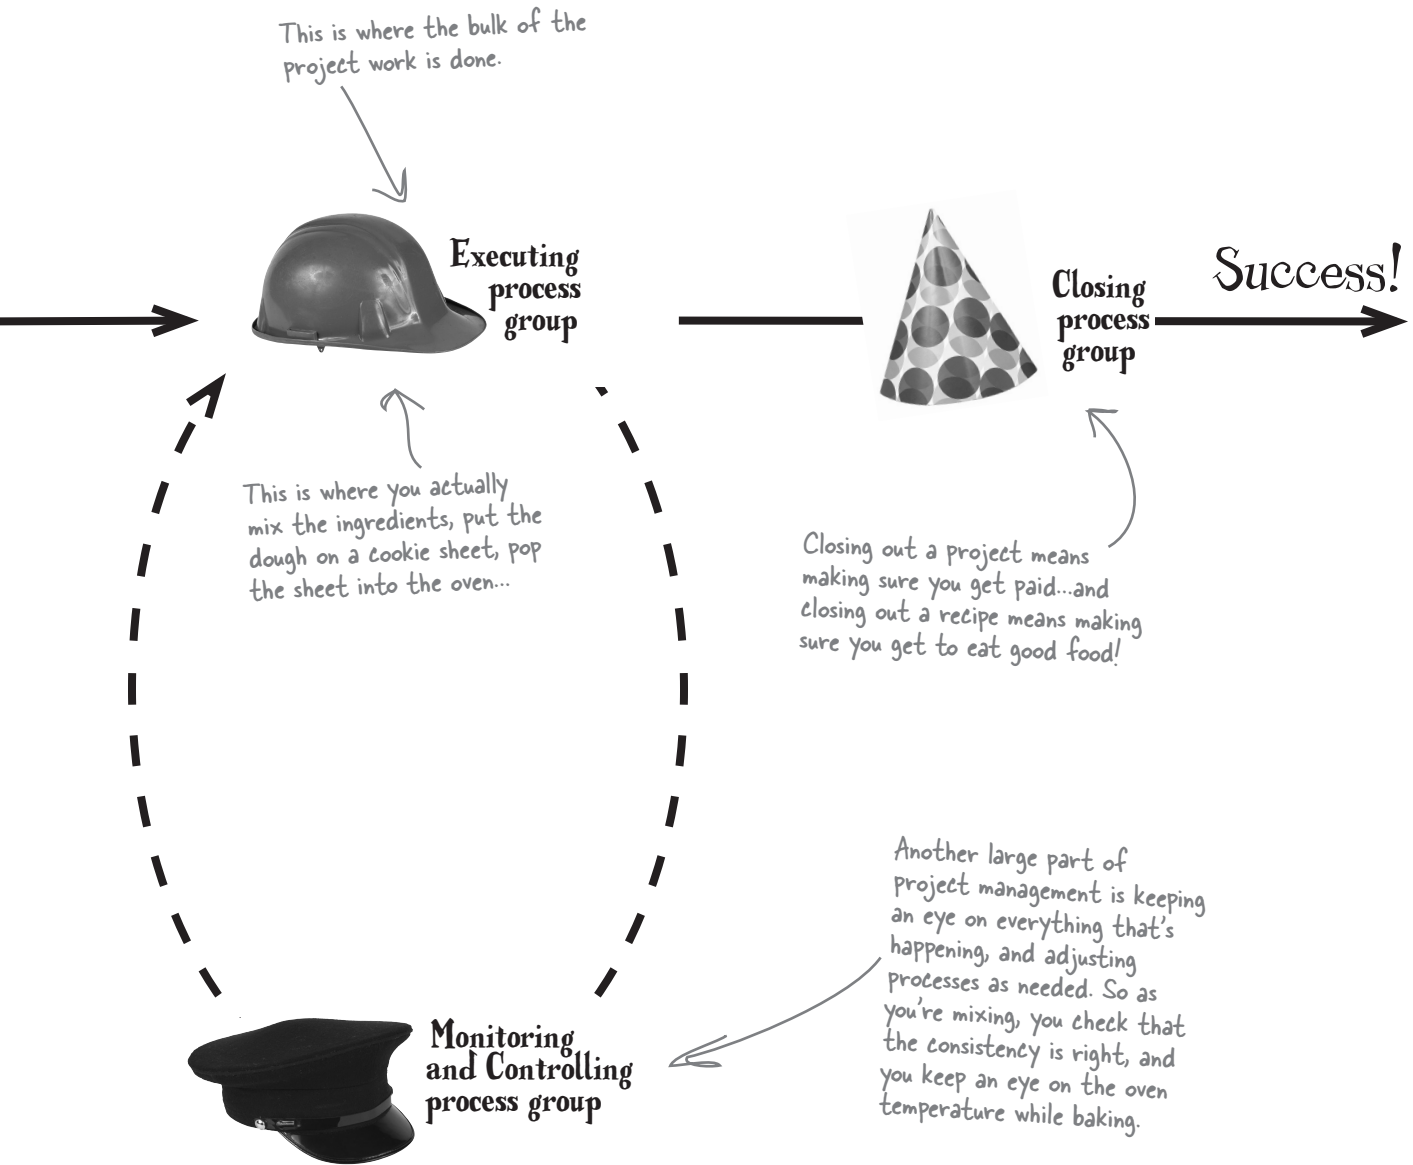 This is where the bulk of the
project work is done.
Executing
process
group
Closing
process
group
Success!
This is where you actually
mix the ingredients, put the
dough on a cookie sheet, pop
the sheet into the oven...
Closing out a project means
making sure you get paid...and
closing out a recipe means making
sure you get to eat good food!
Another large part of
project management is keeping
an eye on everything that's
happening, and adjusting
processes as needed. So as
you're mixing, you check that
the consistency is right, and
you keep an eye on the oven
temperature while baking.
Monitoring
and Controlling
process group